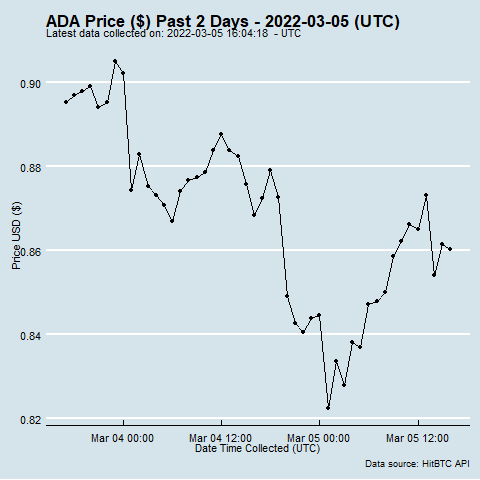 ADA Price ($) Past 2 Days - 2022-03-05 (UTC)
Latest data collected on: 2022-03-05 16:04:18 - UTC
0.90
0.88
0.86
0.84
0.82
Price USD ($)
Mar 04 00:00 Mar 04 12:00 Mar 05 00:00 Mar 05 12:00
Date Time Collected (UTC)
Data source: HitBTC API